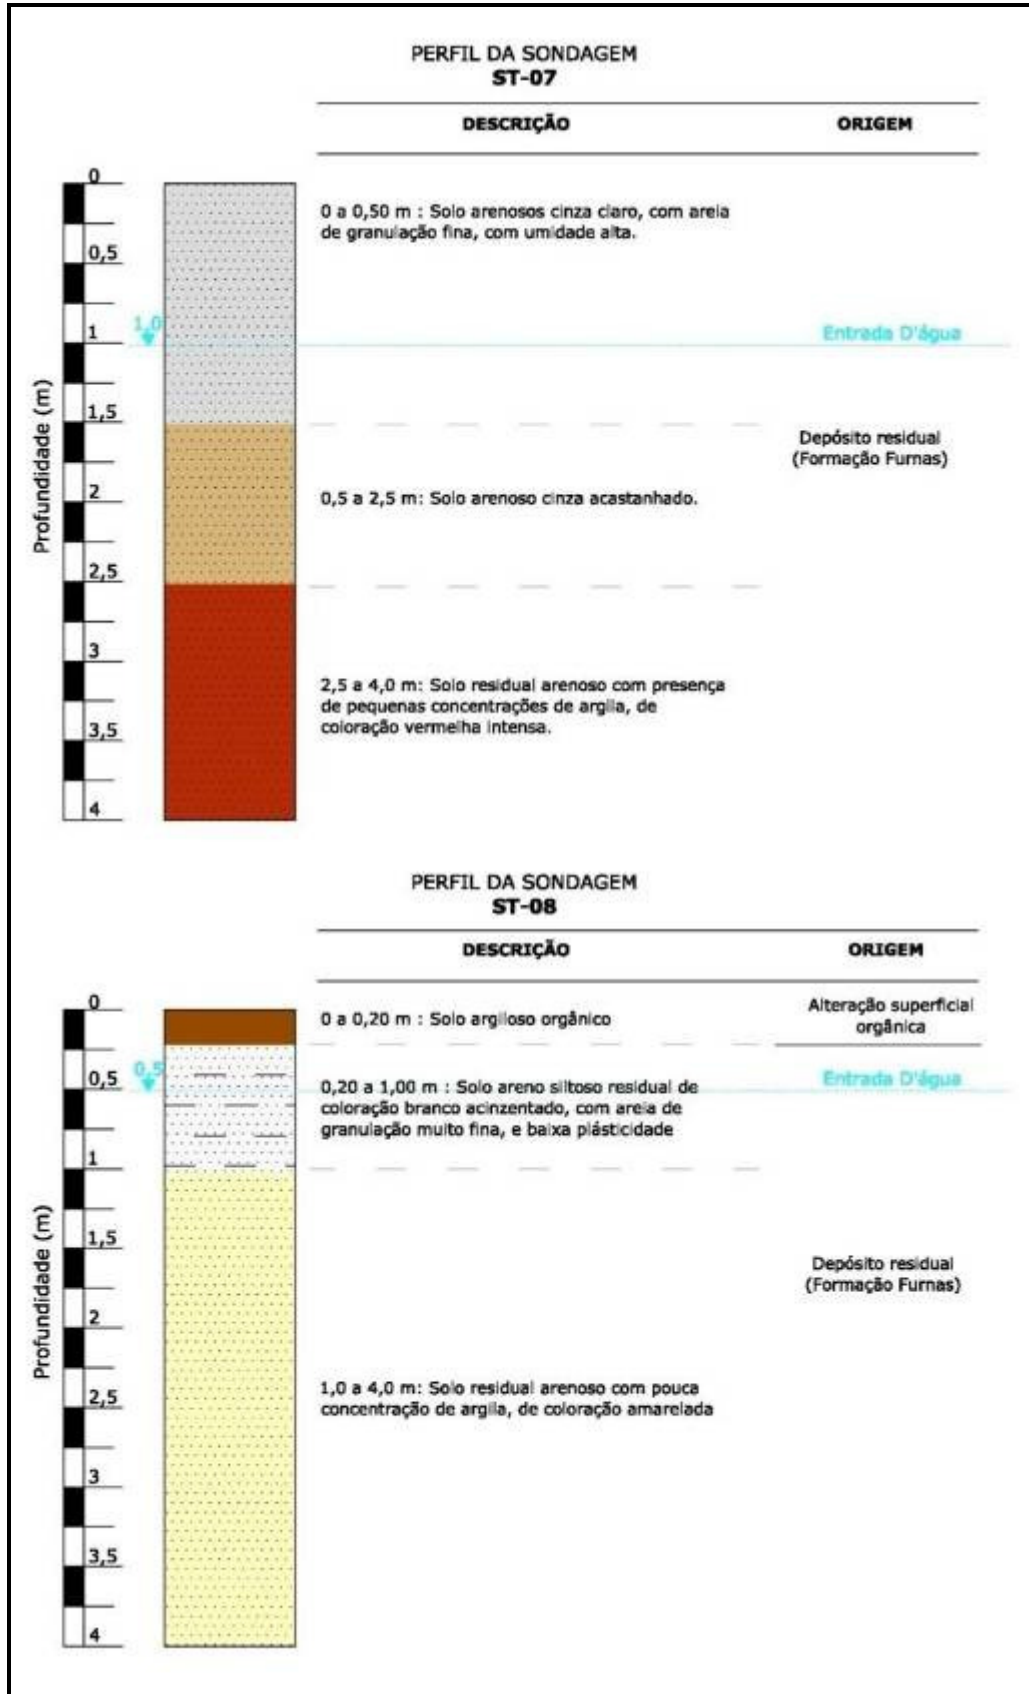 PERFIL DA SONDAGEM
ST-07
DESCRIÇÃO
ORIGEM
Profundidade (m)
0
0,5
1
1,5
2
2,5
3
3,5
4
1,0
0 a 0,50 m : Solo arenosos cinza claro, com areia
de granulação fina, com umidade alta.
Entrada D'água
Depósito residual
(Formação Furnas)
0,5 a 2,5 m: Solo arenoso cinza acastanhado.
2,5 a 4,0 m: Solo residual arenoso com presença
de pequenas concentrações de argila, de
coloração vermelha intensa.
PERFIL DA SONDAGEM
ST-08
DESCRIÇÃO
ORIGEM
Profundidade (m)
0
0,5
1
1,5
2
2,5
3
3,5
4
0,5
0 a 0,20 m : Solo argiloso orgânico
Alteração superficial
orgânica
Entrada D'água
0,20 a 1,00 m : Solo areno siltoso residual de
coloração branco acinzentado, com areia de
granulação muito fina, e baixa plásticidade
Depósito residual
(Formação Furnas)
1,0 a 4,0 m: Solo residual arenoso com pouca
concentração de argila, de coloração amarelada